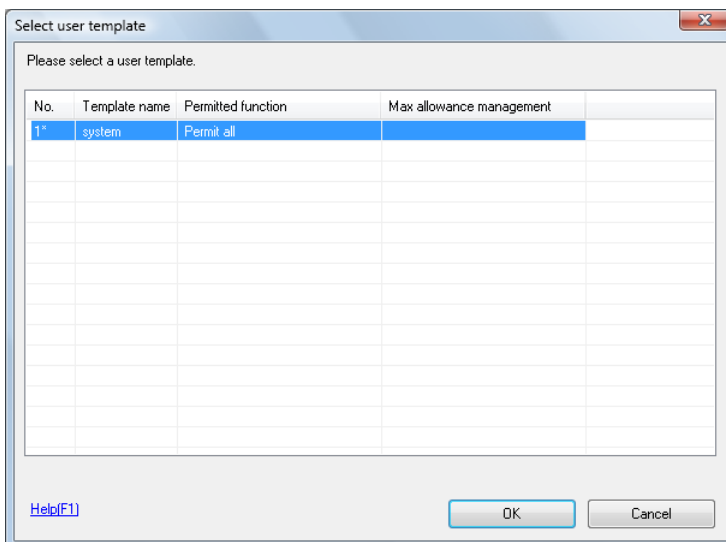 Select user template
Please select a user template.
No. Template name Permitted function Max allowance management
1* system Permit all
Help(F1) OK Cancel